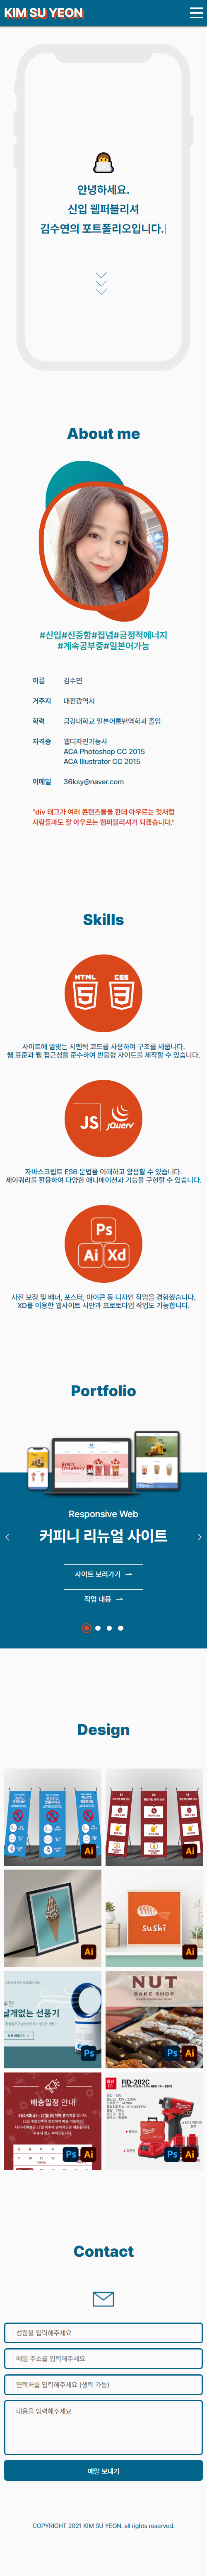 KIM SU YEON
안녕하세요.
신입 웹퍼블리셔
김수연의 포트폴리오입니다.
About me
#신입#신중함#집념#긍정적에너지
#계속공부중#일본어가능
이름 김수연
거주지 대전광역시
학력 금강대학교 일본어통번역학과 졸업
자격증 웹디자인기능사
ACA Photoshop CC 2015
ACA Illustrator CC 2015
이메일 36ksy@naver.com
"div 태그가 여러 콘텐츠들을 한데 아우르는 것처럼
사람들과도 잘 아우르는 웹퍼블리셔가 되겠습니다."
Skills
HTML CSS
사이트에 알맞는 시멘틱 코드를 사용하여 구조를 세웁니다.
웹 표준과 웹 접근성을 준수하여 반응형 사이트를 제작할 수 있습니다.
JS jQuery
자바스크립트 ES6 문법을 이해하고 활용할 수 있습니다.
제이쿼리를 활용하여 다양한 애니메이션과 기능을 구현할 수 있습니다.
Ps
Ai Xd
사진 보정 및 배너, 포스터, 아이콘 등 디자인 작업을 경험했습니다.
XD를 이용한 웹사이트 시안과 프로토타입 작업도 가능합니다.
Portfolio
Responsive Web
커피니 리뉴얼 사이트
사이트 보러가기
작업 내용
Design
Ai
Ai
Ai
sushi
Ai
날개없는 선풍기
Ps
NUT
BAKE SHOP
Ps Ai
배송일정 안내
Ps Ai
FID-202C
Ps Ai
Contact
성함을 입력해주세요
메일 주소를 입력해주세요
연락처를 입력해주세요 (생략 가능)
내용을 입력해주세요
메일 보내기
COPYRIGHT 2021 KIM SU YEON. all rights reserved.